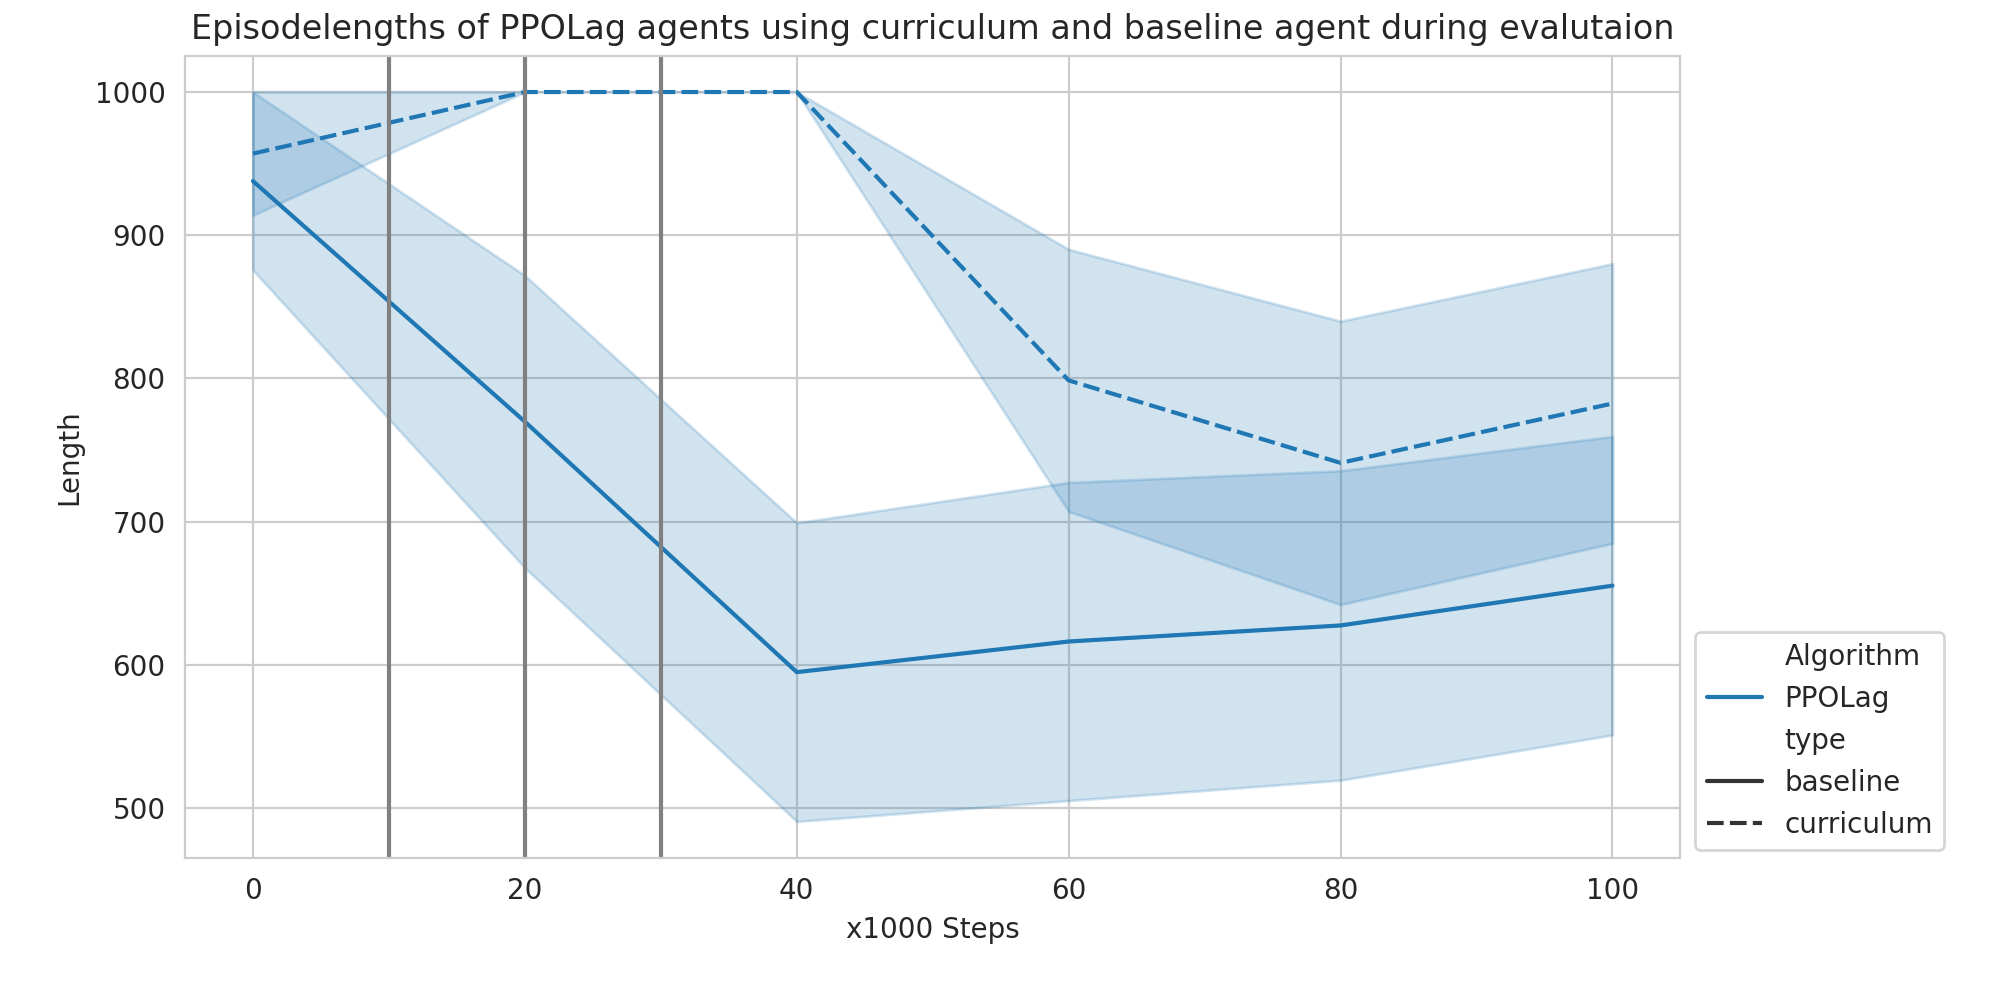 Episodelengths of PPOLag agents using curriculum and baseline agent during evalutaion
1000
900
800
700
600
500
Length
0 20 40 60 80 100
x1000 Steps
Algorithm
PPOLag
type
baseline
curriculum